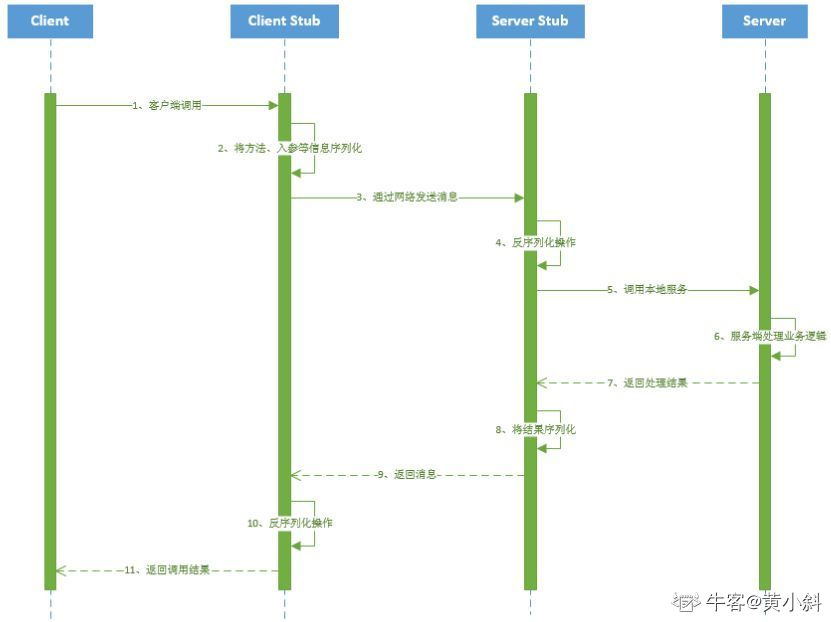 Client
Client Stub
Server Stub
Server
1、客户端调用
2、将方法、入参等信息序列化
3、通过网络发送消息
4、反序列化操作
5、调用本地服务
6、服务端处理业务逻辑
7、返回处理结果
8、将结果序列化
9、返回消息
10、反序列化操作
11、返回调用结果
牛客@黄小斜